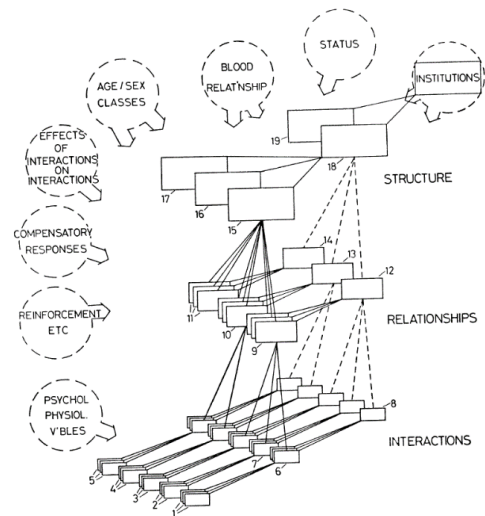 STATUS
BLOOD
RELAT'NSHIP
INSTITUTIONS
AGE/SEX
CLASSES
EFFECTS
OF
INTERACTIONS
ON
INTERACTIONS
19
18
17
16
15
STRUCTURE
COMPENSATORY
RESPONSES
14
13
12
11
10
9
REINFORCEMENT
ETC
RELATIONSHIPS
PSYCHOL
PHYSIOL.
V'BLES
8
7
6
INTERACTIONS
5
4
3
2
1